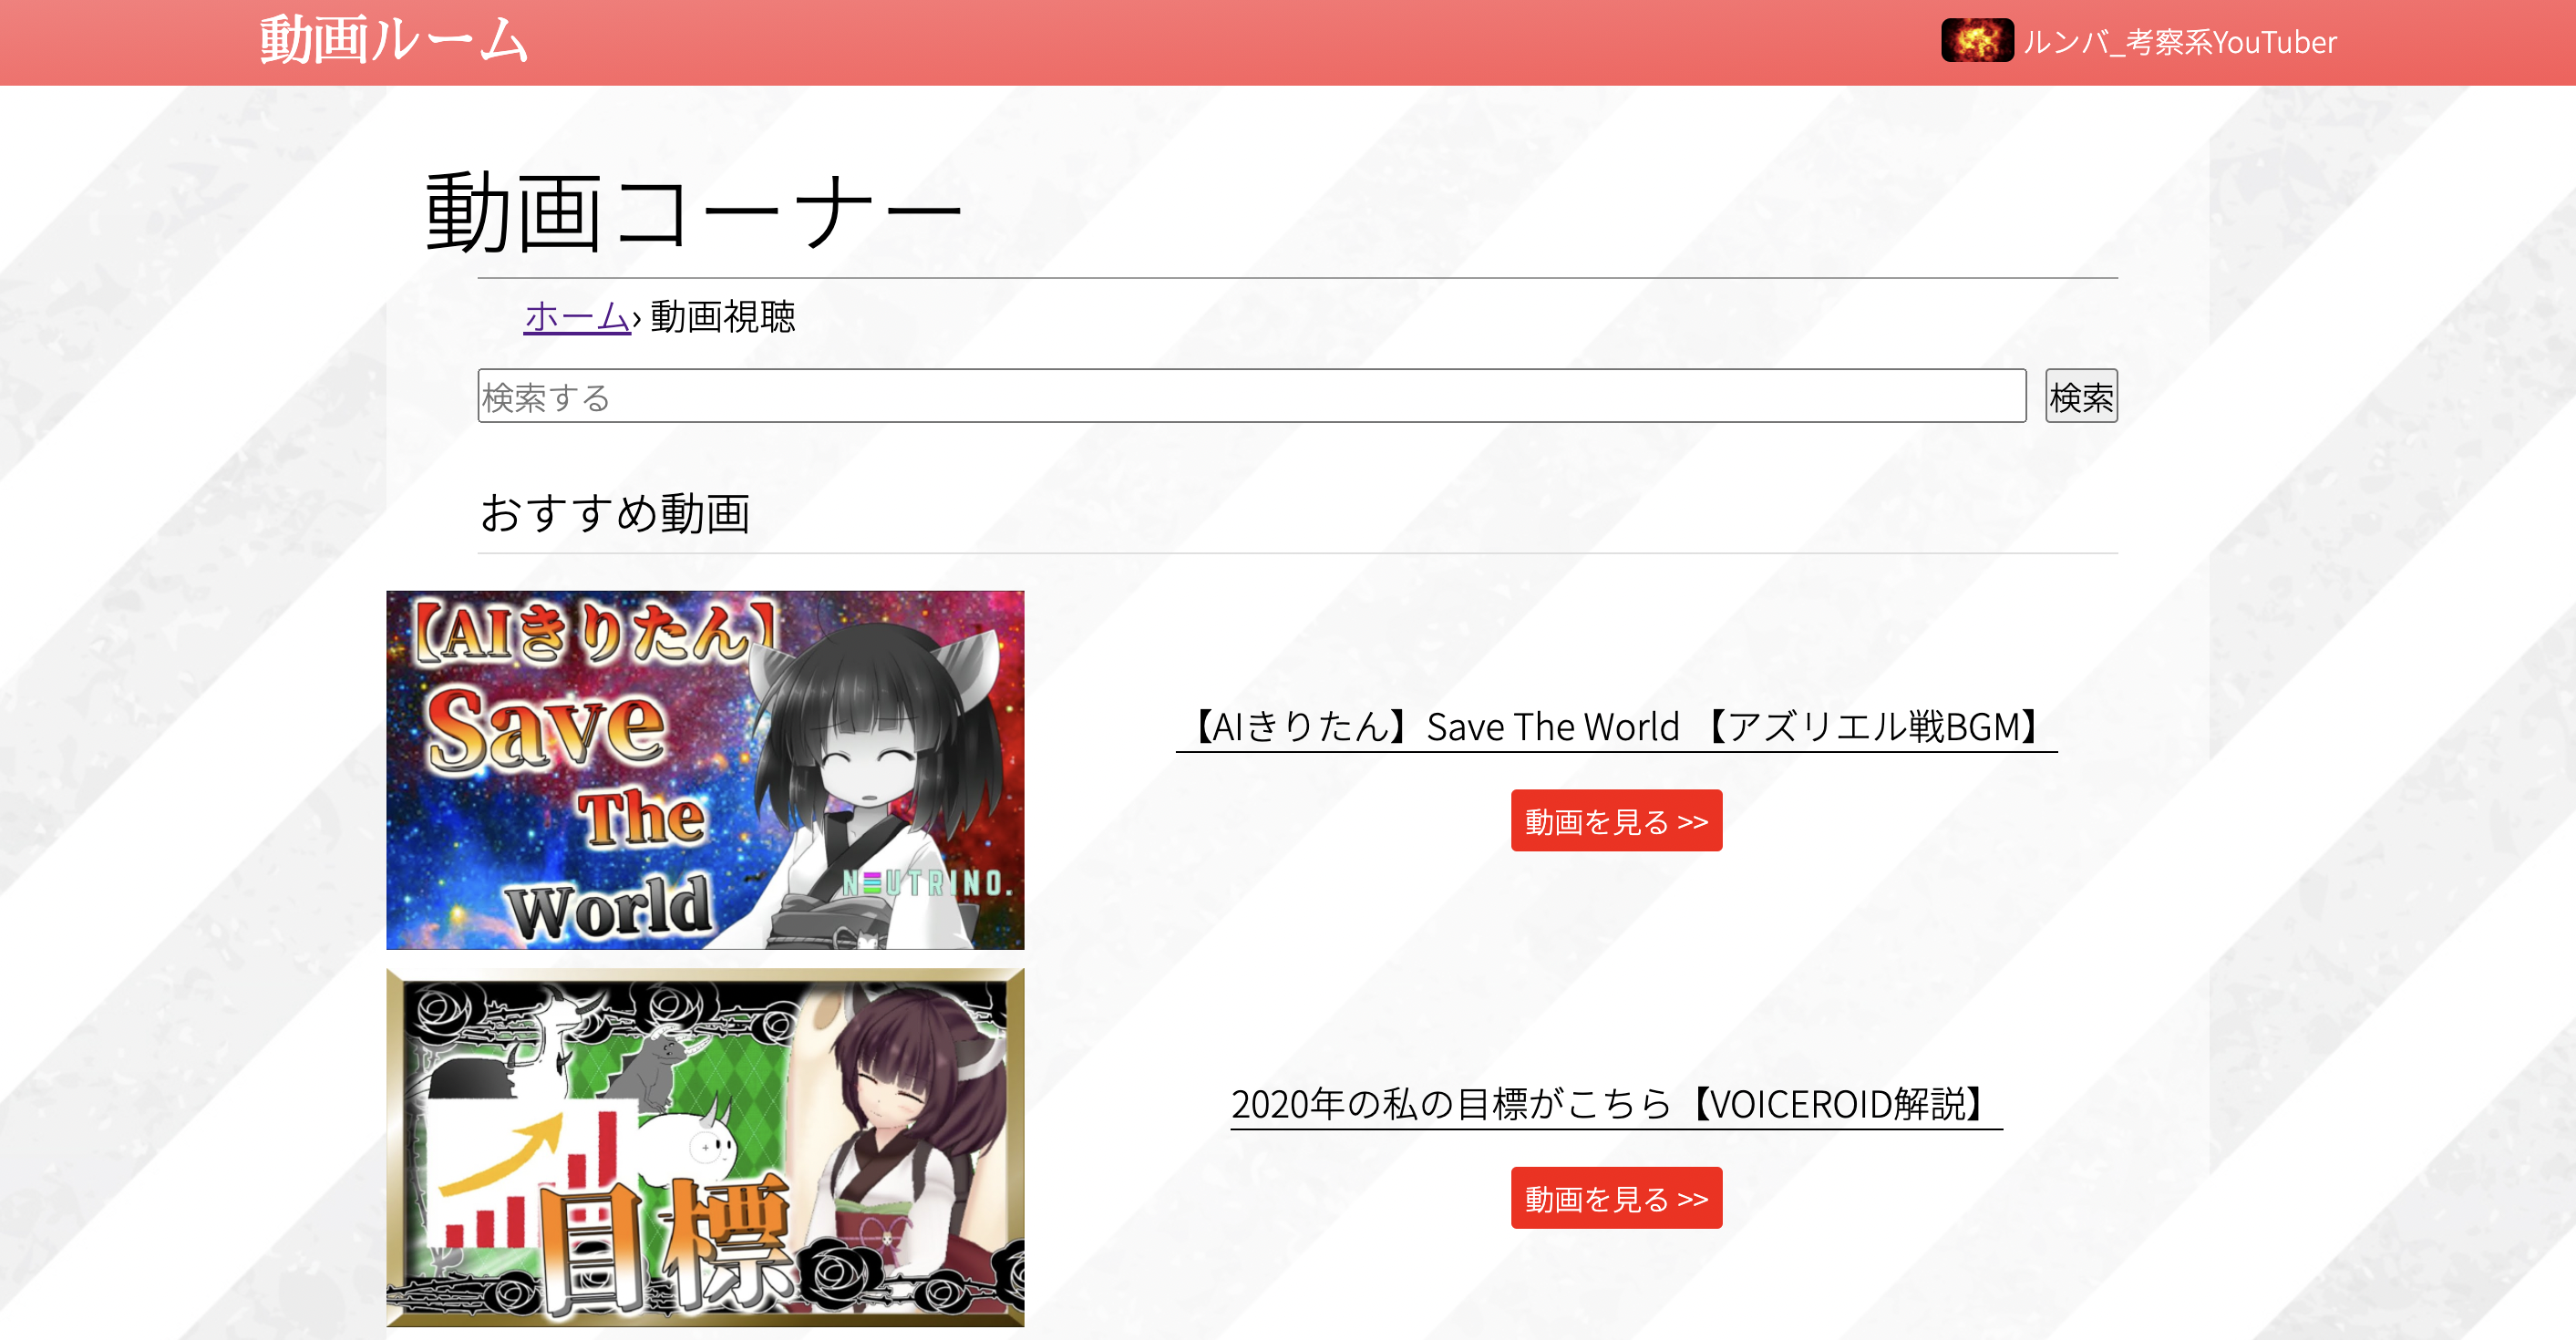 動画ルーム
ルンバ_考察系YouTuber
動画コーナー
ホーム› 動画視聴
検索する
検索
おすすめ動画
【AIきりたん】
Save
The
World
NEUTRINO.
【AIきりたん】Save The World 【アズリエル戦BGM】
動画を見る >>
目標
2020年の私の目標がこちら【VOICEROID解説】
動画を見る >>